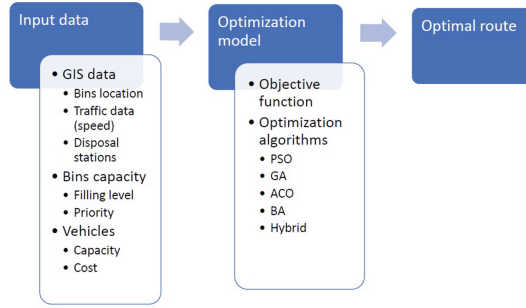 Input data
• GIS data
• Bins location
• Traffic data
(speed)
• Disposal
stations
• Bins capacity
• Filling level
• Priority
• Vehicles
• Capacity
• Cost
Optimization
model
• Objective
function
• Optimization
algorithms
• PSO
• GA
• ACO
• BA
• Hybrid
Optimal route